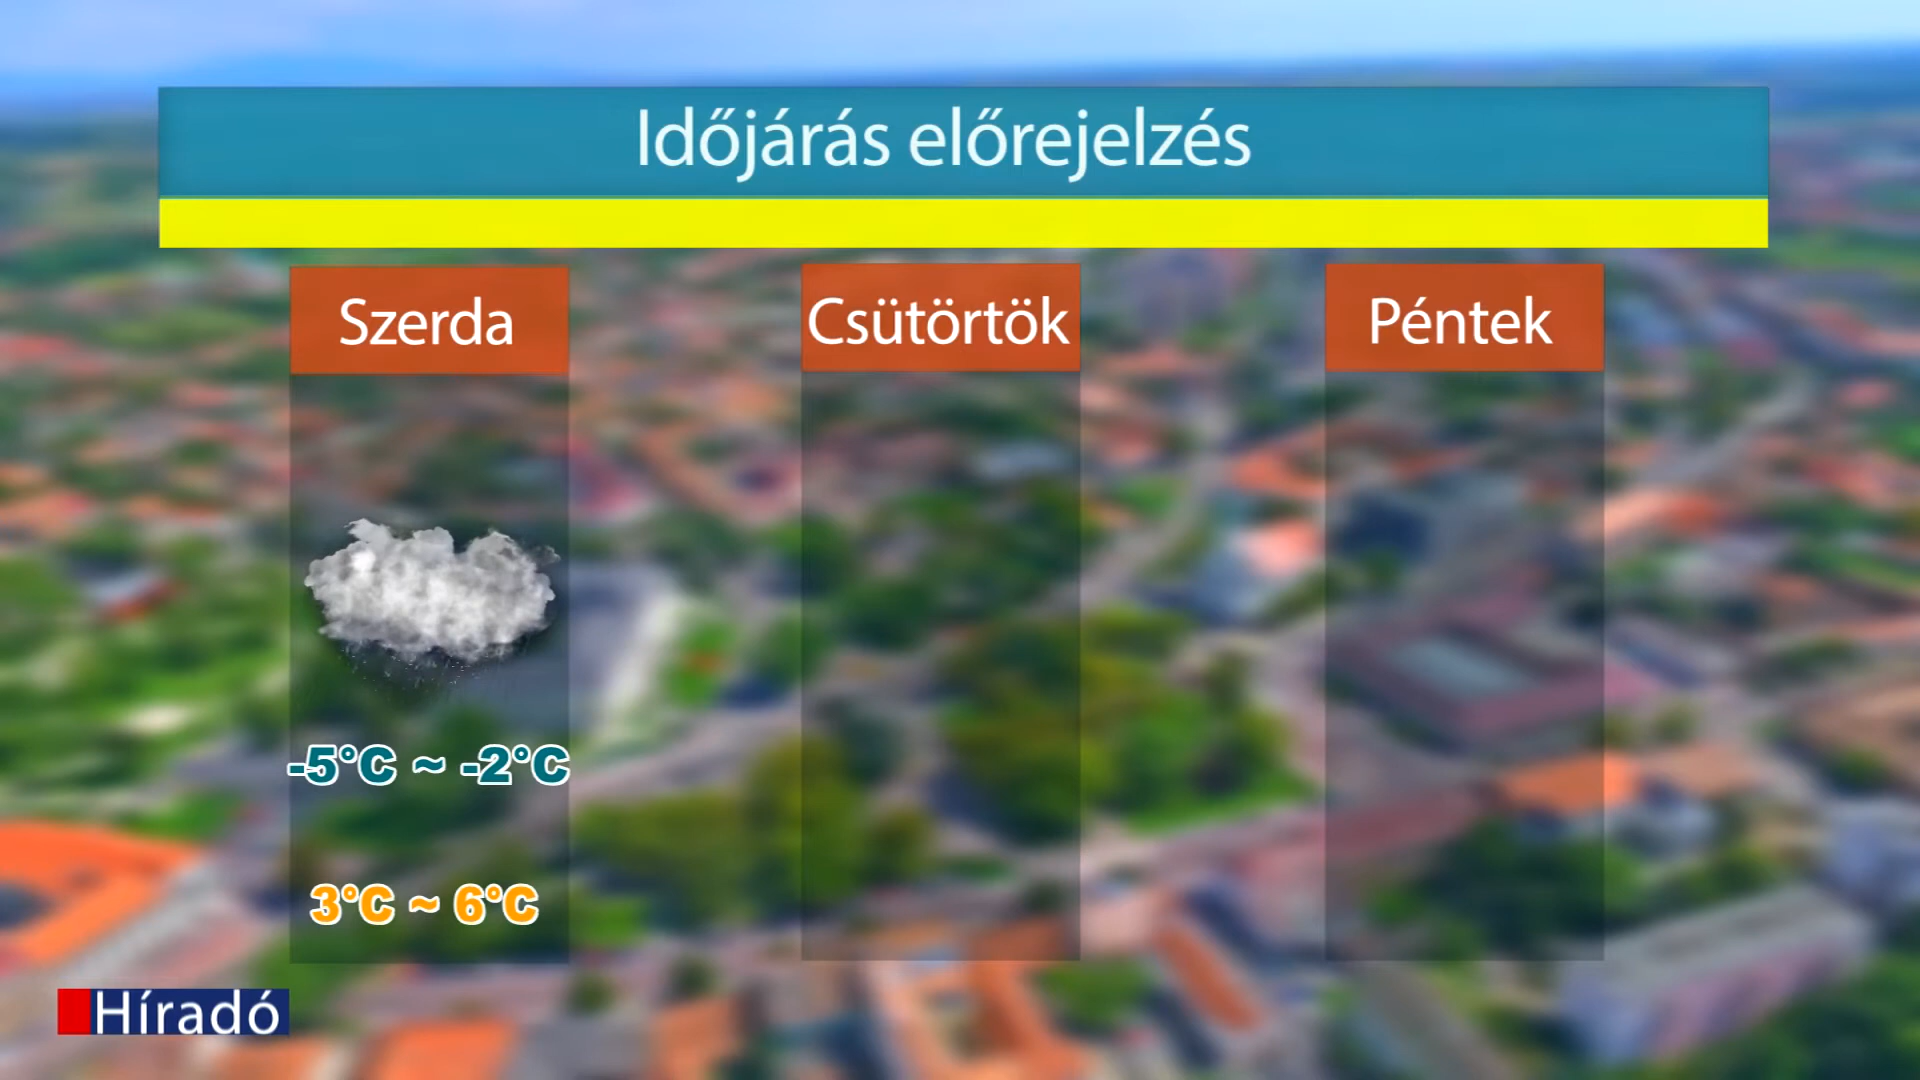 Időjárás előrejelzés
Szerda
Csütörtök
Péntek
-5°C ~ -2°C
3°C ~ 6°C
Híradó